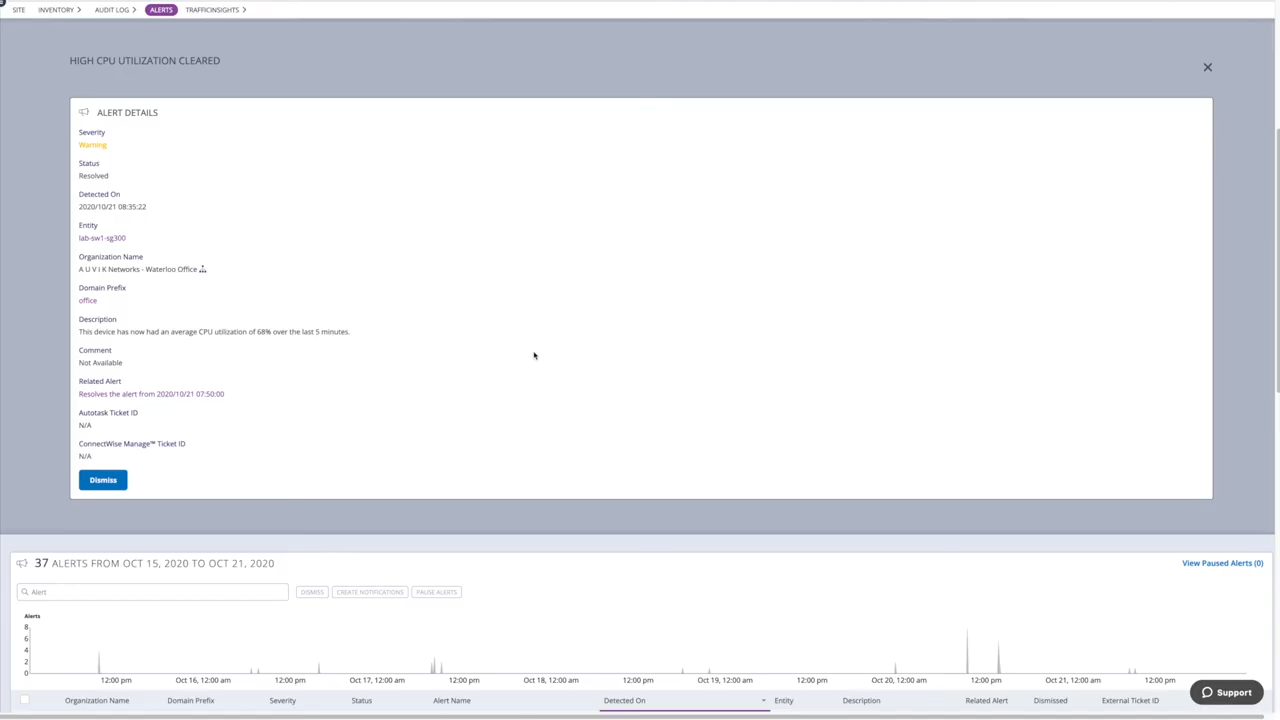 SITE INVENTORY AUDIT LOG ALERTS TRAFFICINSIGHTS
HIGH CPU UTILIZATION CLEARED
ALERT DETAILS
Severity
Warning
Status
Resolved
Detected On
2020/10/21 08:35:22
Entity
lab-sw1-sg300
Organization Name
A U V I K Networks - Waterloo Office
Domain Prefix
office
Description
This device has now had an average CPU utilization of 68% over the last 5 minutes.
Comment
Not Available
Related Alert
Resolves the alert from 2020/10/21 07:50:00
Autotask Ticket ID
N/A
ConnectWise Manage™ Ticket ID
N/A
Dismiss
37 ALERTS FROM OCT 15, 2020 TO OCT 21, 2020 View Paused Alerts (0)
Alert DISMISS CREATE NOTIFICATIONS PAUSE ALERTS
Alerts
8
6
4
2
0
12:00 pm Oct 16, 12:00 am 12:00 pm Oct 17, 12:00 am 12:00 pm Oct 18, 12:00 am 12:00 pm Oct 19, 12:00 am 12:00 pm Oct 20, 12:00 am 12:00 pm Oct 21, 12:00 am 12:00 pm
Support
Organization Name Domain Prefix Severity Status Alert Name Detected On Entity Description Related Alert Dismissed External Ticket ID